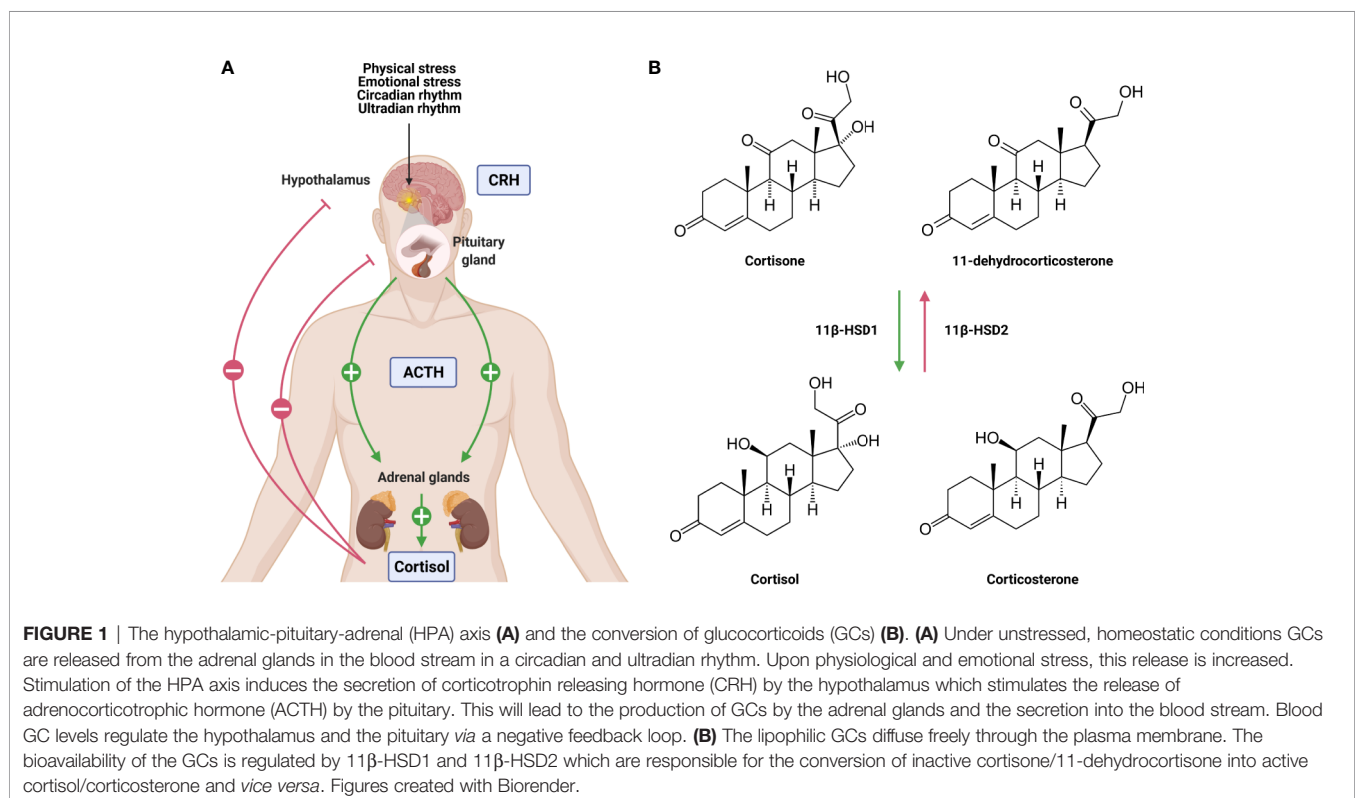 A
Physical stress
Emotional stress
Circadian rhythm
Ultradian rhythm
Hypothalamus
CRH
Pituitary
gland
ACTH
Adrenal glands
Cortisol
B
HO
O
OH
O
H
H
H
O
Cortisone
OH
O
O
H
H
H
O
11-dehydrocorticosterone
11β-HSD1
11β-HSD2
OH
O
HO
OH
H
H
H
O
Cortisol
OH
O
HO
H
H
H
O
Corticosterone
FIGURE 1 | The hypothalamic-pituitary-adrenal (HPA) axis (A) and the conversion of glucocorticoids (GCs) (B). (A) Under unstressed, homeostatic conditions GCs
are released from the adrenal glands in the blood stream in a circadian and ultradian rhythm. Upon physiological and emotional stress, this release is increased.
Stimulation of the HPA axis induces the secretion of corticotrophin releasing hormone (CRH) by the hypothalamus which stimulates the release of
adrenocorticotrophic hormone (ACTH) by the pituitary. This will lead to the production of GCs by the adrenal glands and the secretion into the blood stream. Blood
GC levels regulate the hypothalamus and the pituitary via a negative feedback loop. (B) The lipophilic GCs diffuse freely through the plasma membrane. The
bioavailability of the GCs is regulated by 11β-HSD1 and 11β-HSD2 which are responsible for the conversion of inactive cortisone/11-dehydrocortisone into active
cortisol/corticosterone and vice versa. Figures created with Biorender.